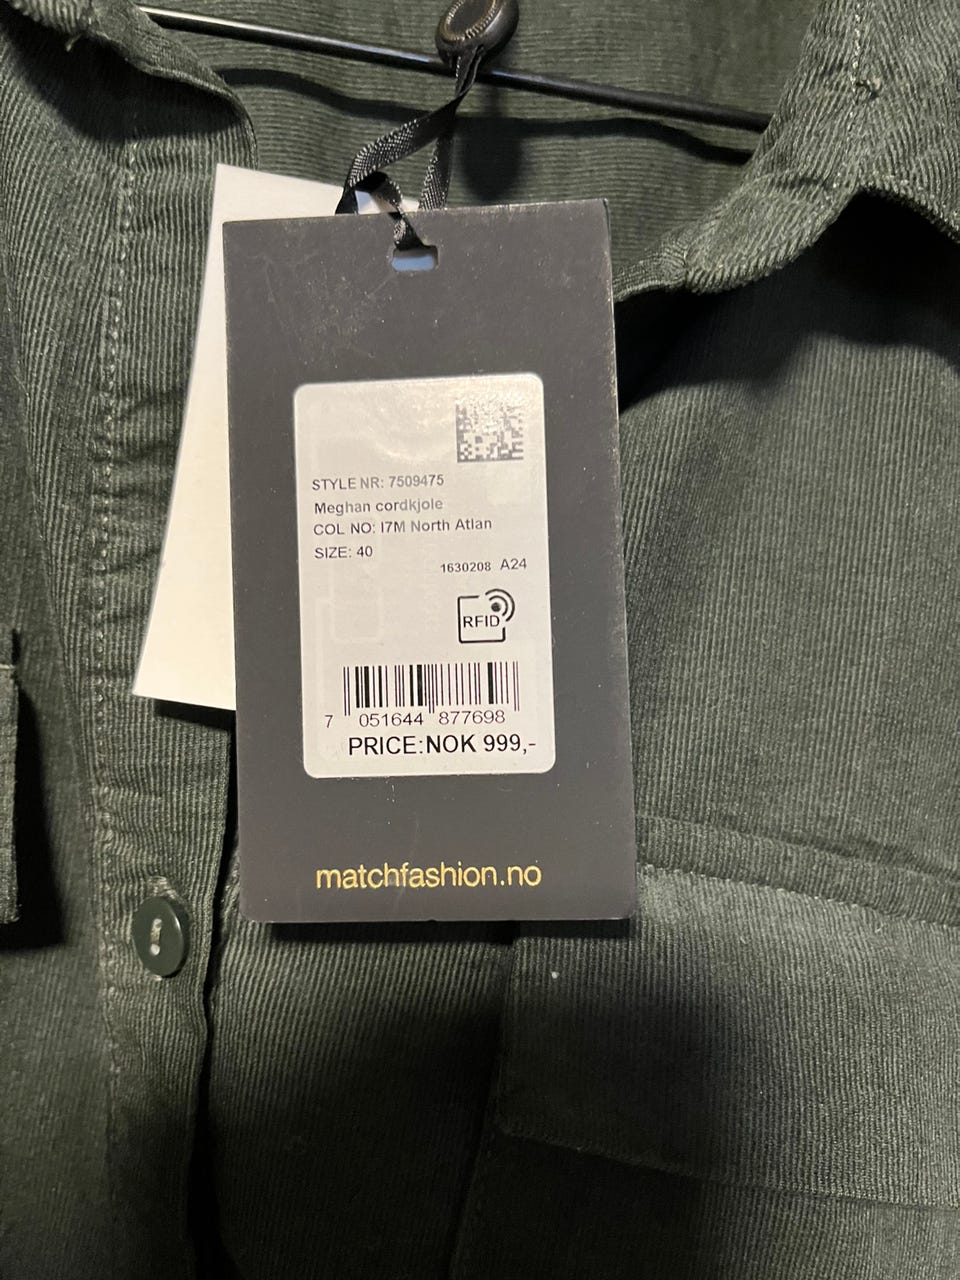 STYLE NR: 7509475
Meghan cordkjole
COL NO: I7M North Atlan
SIZE: 40
1630208 A24
RFID
7 051644 877698
PRICE:NOK 999,-
matchfashion.no